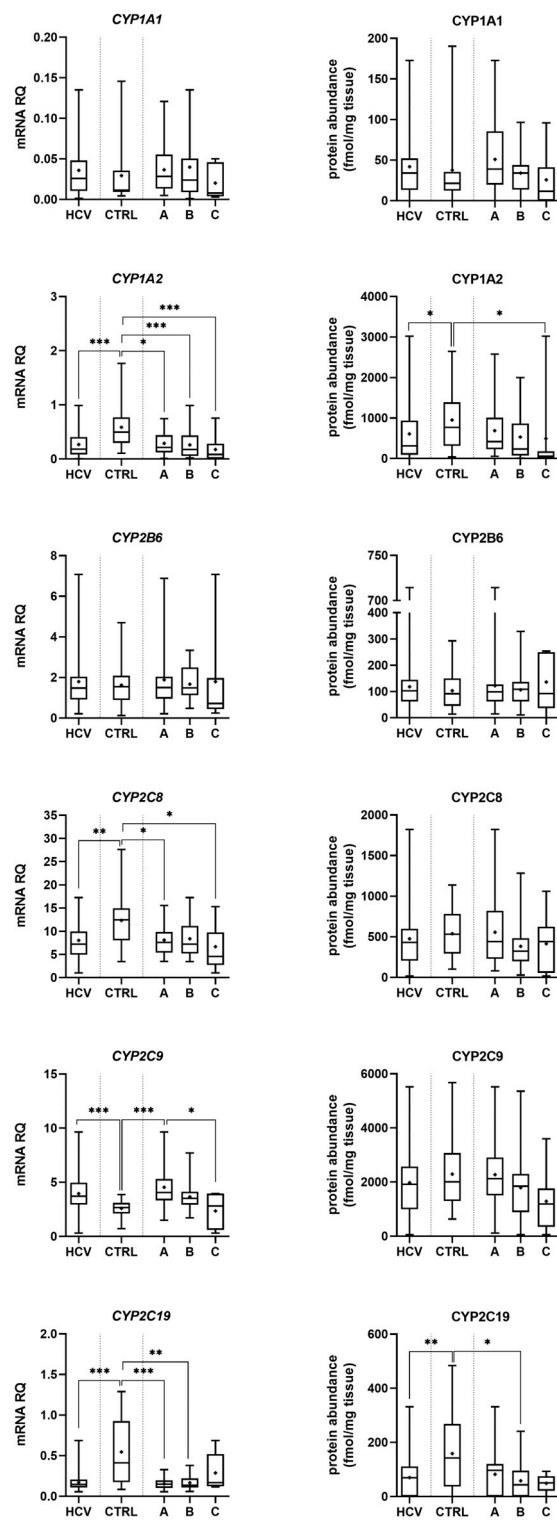 CYP1A1
mRNA RQ
0.20
0.15
0.10
0.05
0.00
HCV CTRL A B C
CYP1A1
protein abundance
(fmol/mg tissue)
200
150
100
50
0
HCV CTRL A B C
CYP1A2
mRNA RQ
3
2
1
0
***
***
*
***
HCV CTRL A B C
CYP1A2
protein abundance
(fmol/mg tissue)
4000
3000
2000
1000
0
* *
HCV CTRL A B C
CYP2B6
mRNA RQ
8
6
4
2
0
HCV CTRL A B C
CYP2B6
protein abundance
(fmol/mg tissue)
750
700
400
300
200
100
0
HCV CTRL A B C
CYP2C8
mRNA RQ
35
30
25
20
15
10
5
0
*
** *
HCV CTRL A B C
CYP2C8
protein abundance
(fmol/mg tissue)
2000
1500
1000
500
0
HCV CTRL A B C
CYP2C9
mRNA RQ
15
10
5
0
*** *** *
HCV CTRL A B C
CYP2C9
protein abundance
(fmol/mg tissue)
6000
4000
2000
0
HCV CTRL A B C
CYP2C19
mRNA RQ
2.0
1.5
1.0
0.5
0.0
**
*** ***
HCV CTRL A B C
CYP2C19
protein abundance
(fmol/mg tissue)
600
400
200
0
** *
HCV CTRL A B C